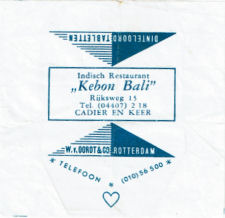 DINTELOORD TABLETTEN
Indisch Restaurant
„Kebon Bali"
Rijksweg 15
Tel. (04407) 2 18
CADIER EN KEER
W.v.OORDT&CO ROTTERDAM
* TELEFOON * (010) 56 500 *